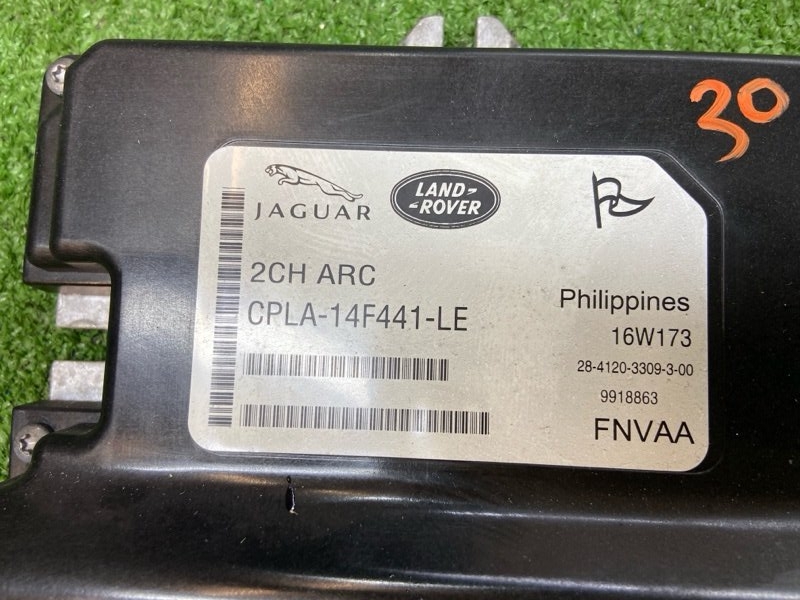 30
JAGUAR
LAND-
-ROVER
2CH ARC
CPLA-14F441-LE
Philippines
16W173
28-4120-3309-3-00
9918863
FNVAA